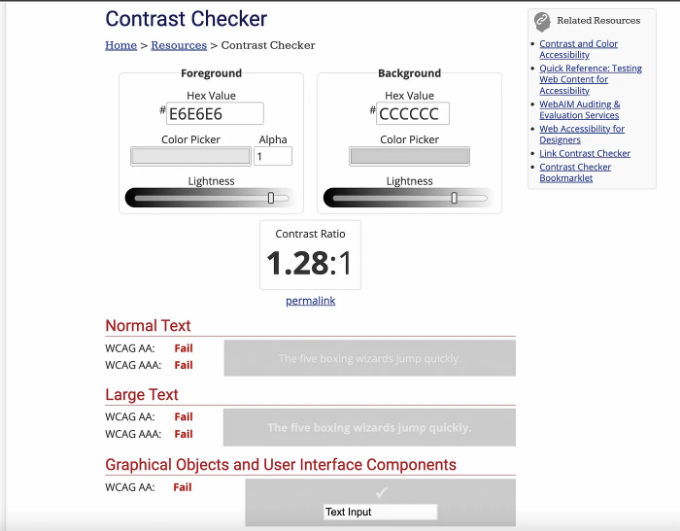 Contrast Checker
Home > Resources > Contrast Checker
Foreground
Hex Value
# E6E6E6
Color Picker
Alpha
1
Lightness
Background
Hex Value
# CCCCCC
Color Picker
Lightness
Contrast Ratio
1.28:1
permalink
Normal Text
WCAG AA: Fail
WCAG AAA: Fail
The five boxing wizards jump quickly.
Large Text
WCAG AA: Fail
WCAG AAA: Fail
The five boxing wizards jump quickly.
Graphical Objects and User Interface Components
WCAG AA: Fail
Text Input
Related Resources
Contrast and Color
Accessibility
Quick Reference: Testing
Web Content for
Accessibility
WebAIM Auditing &
Evaluation Services
Web Accessibility for
Designers
Link Contrast Checker
Contrast Checker
Bookmarklet